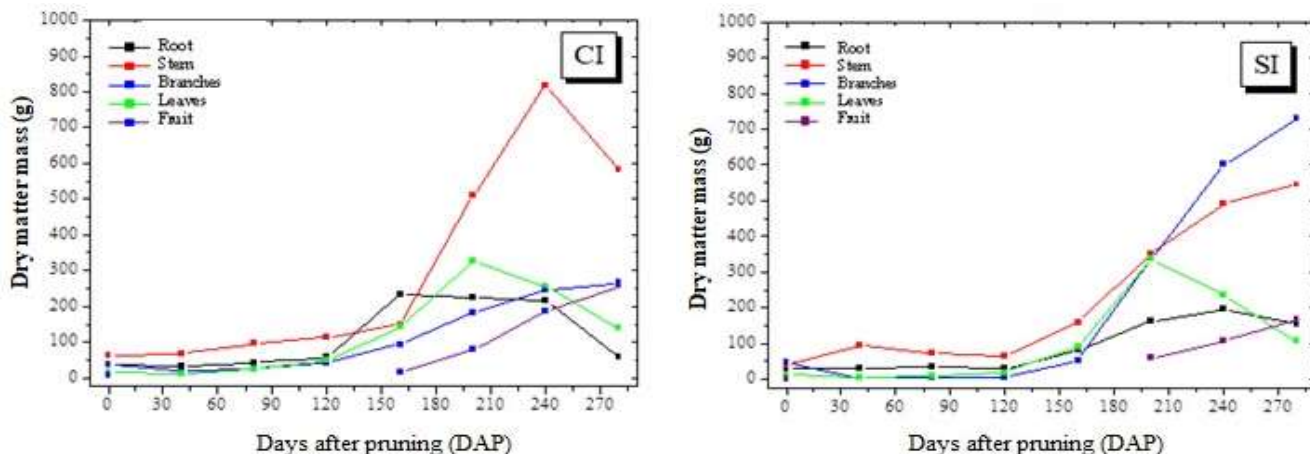 1000
900
800
700
600
500
400
300
200
100
0
Dry matter mass (g)
Root
Stem
Branches
Leaves
Fruit
CI
0 30 60 90 120 150 180 210 240 270
Days after pruning (DAP)
1000
900
800
700
600
500
400
300
200
100
0
Dry matter mass (g)
Root
Stem
Branches
Leaves
Fruit
SI
0 30 60 90 120 150 180 210 240 270
Days after pruning (DAP)